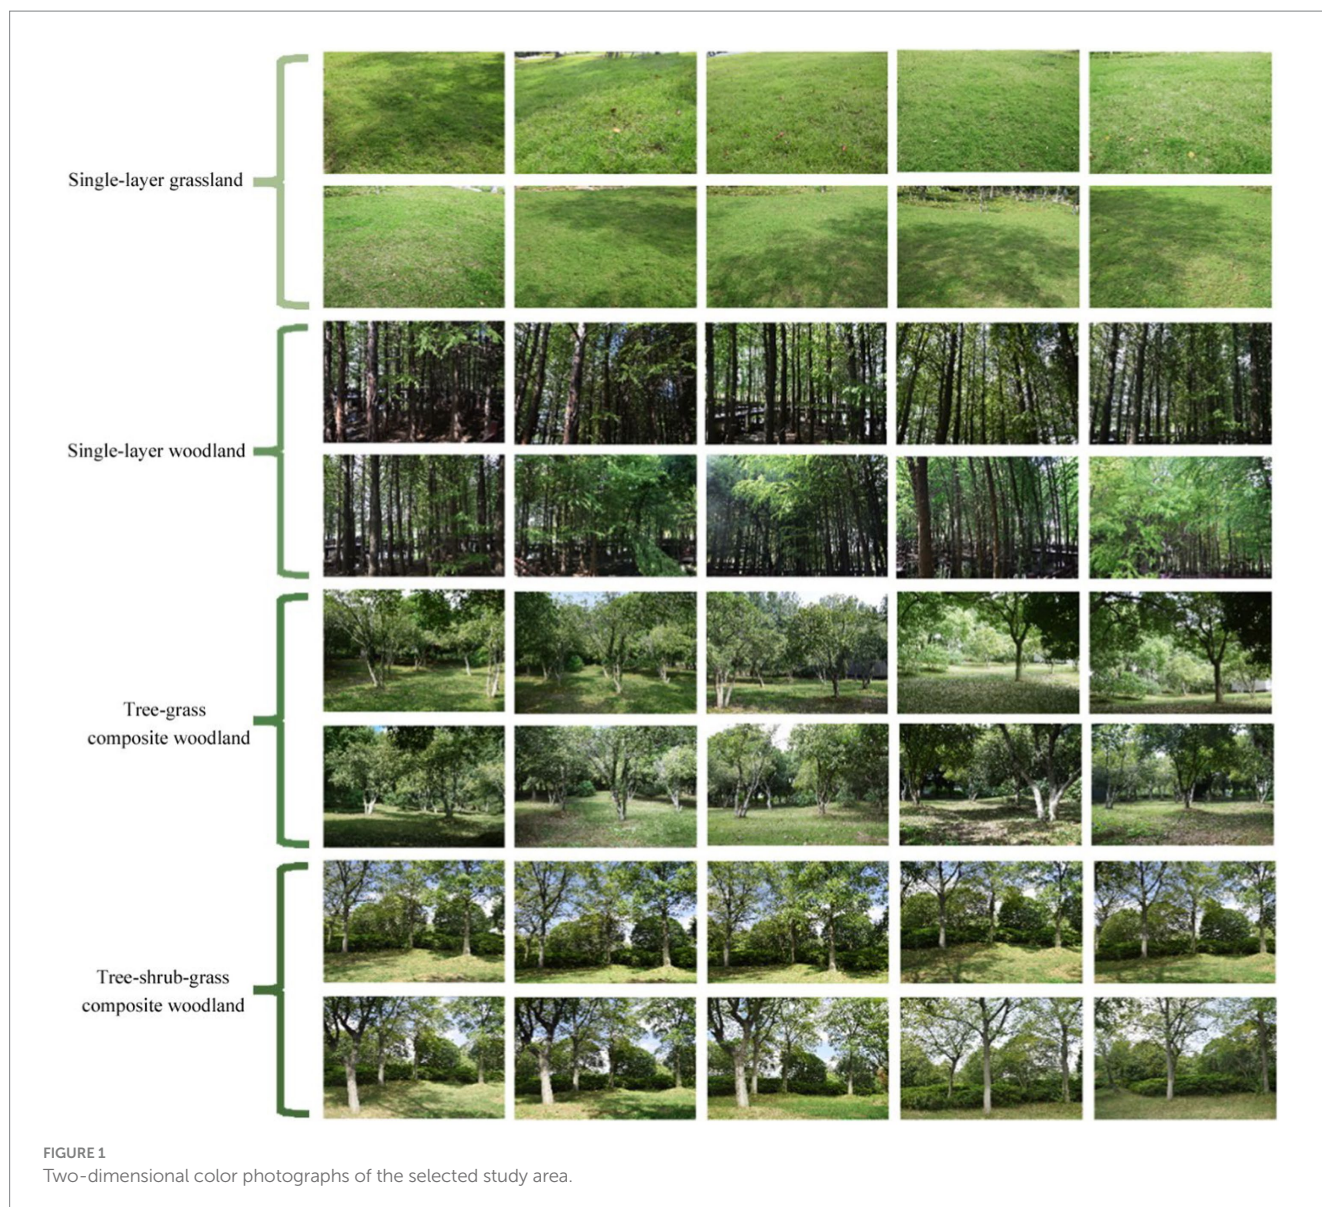 Single-layer grassland
Single-layer woodland
Tree-grass
composite woodland
Tree-shrub-grass
composite woodland
FIGURE 1
Two-dimensional color photographs of the selected study area.